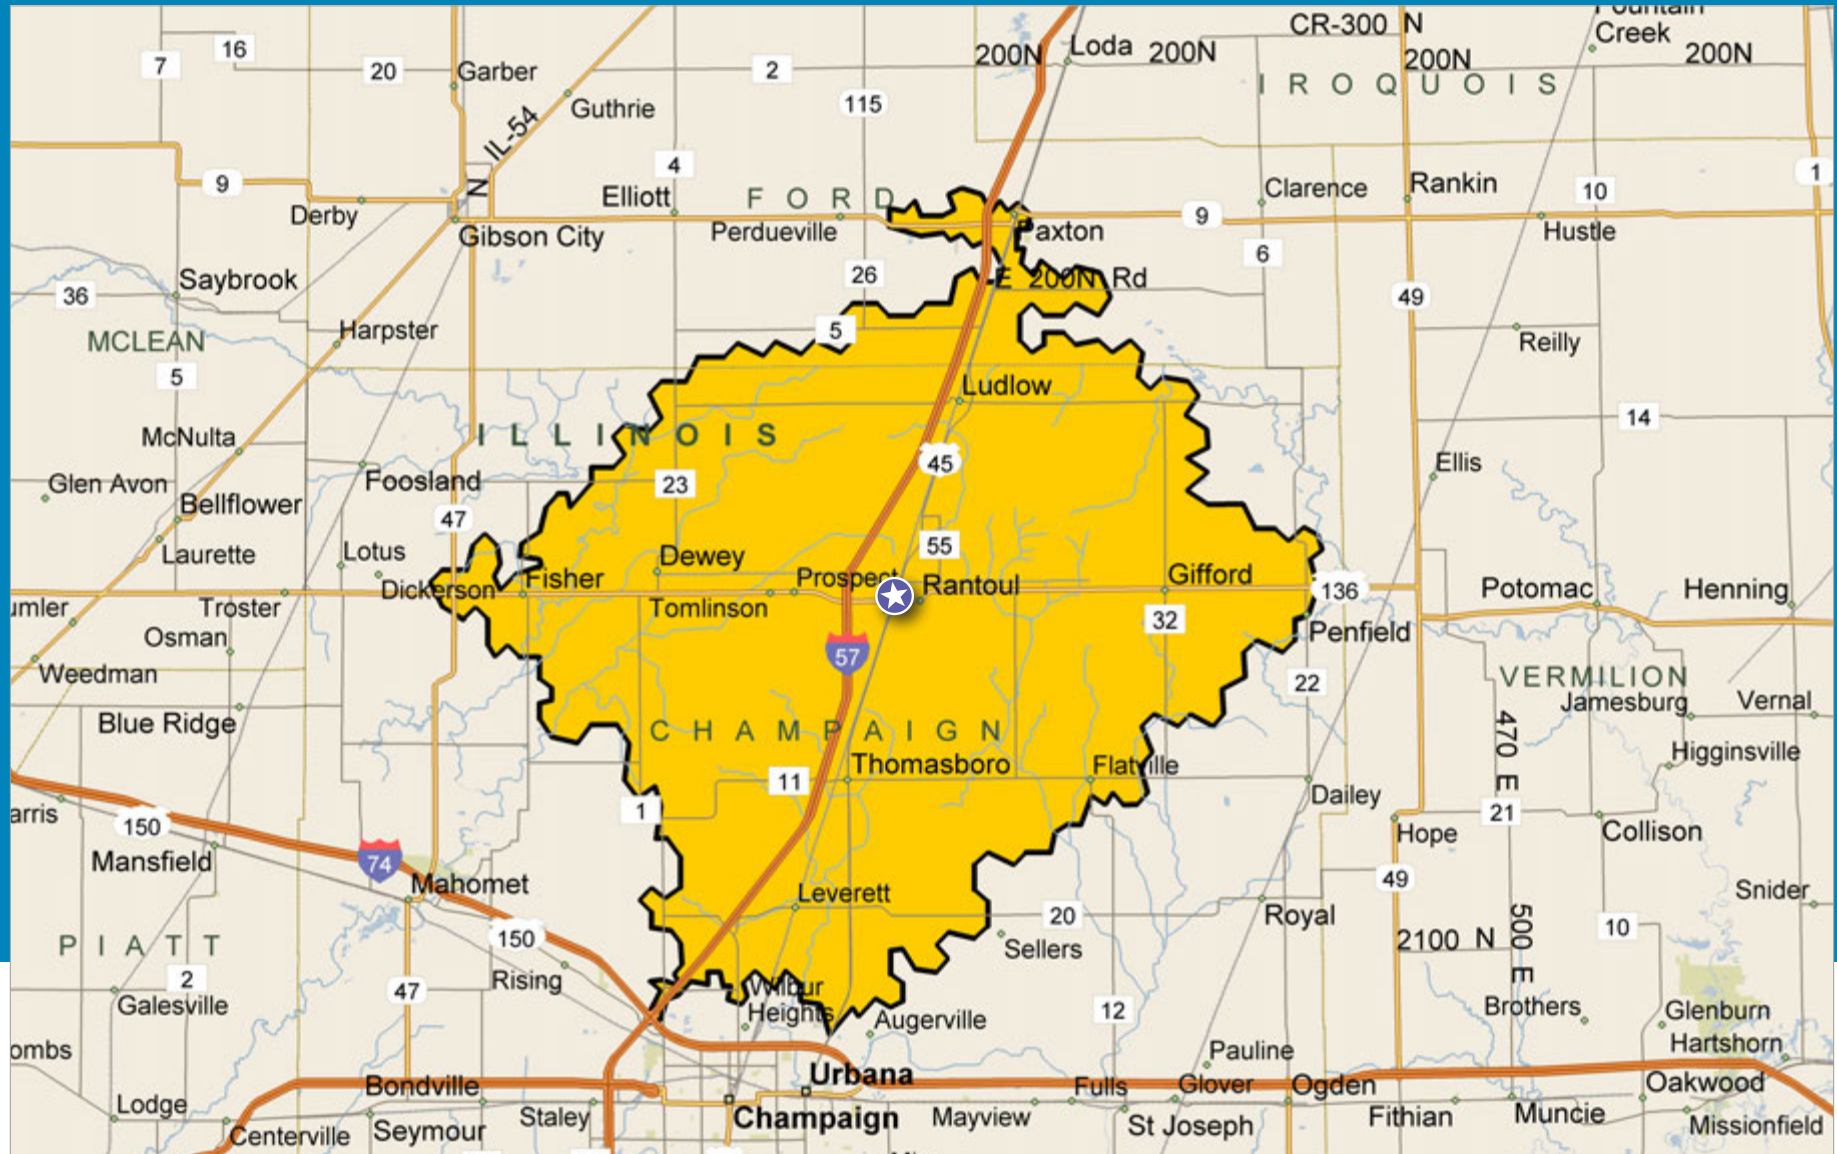 Fountain
Creek
CR-300 N
16
7
20
Garber
2
200N
Loda
200N
200N
200N
IROQUOIS
115
Guthrie
IL-54
4
9
N
Elliott
FORD
Clarence
Rankin
10
1
Derby
Gibson City
Perdueville
Paxton
9
Hustle
6
Saybrook
26
E 200N Rd
36
49
MCLEAN
Harpster
5
Reilly
5
Ludlow
14
McNulta
ILLINOIS
45
Ellis
Glen Avon
Foosland
23
Bellflower
47
Laurette
Lotus
Dewey
55
Dickerson
Fisher
Prospect
Rantoul
Gifford
136
Potomac
Henning
Troster
Tomlinson
32
Osman
Penfield
57
Weedman
22
VERMILION
Jamesburg
Vernal
Blue Ridge
CHAMPAIGN
470 E
Higginsville
Thomasboro
Flatville
11
Dailey
1
150
21
Hope
Collison
Mansfield
74
Mahomet
49
Snider
Leverett
20
Royal
PIATT
150
Sellers
2100 N
500 E
10
2
Rising
47
Wilbur
Heights
Galesville
Augerville
12
Brothers
Glenburn
Hartshorn
Pauline
Urbana
Bondville
Fulls
Glover
Ogden
Oakwood
Lodge
Staley
Champaign
Mayview
St Joseph
Fithian
Muncie
Missionfield
Centerville
Seymour